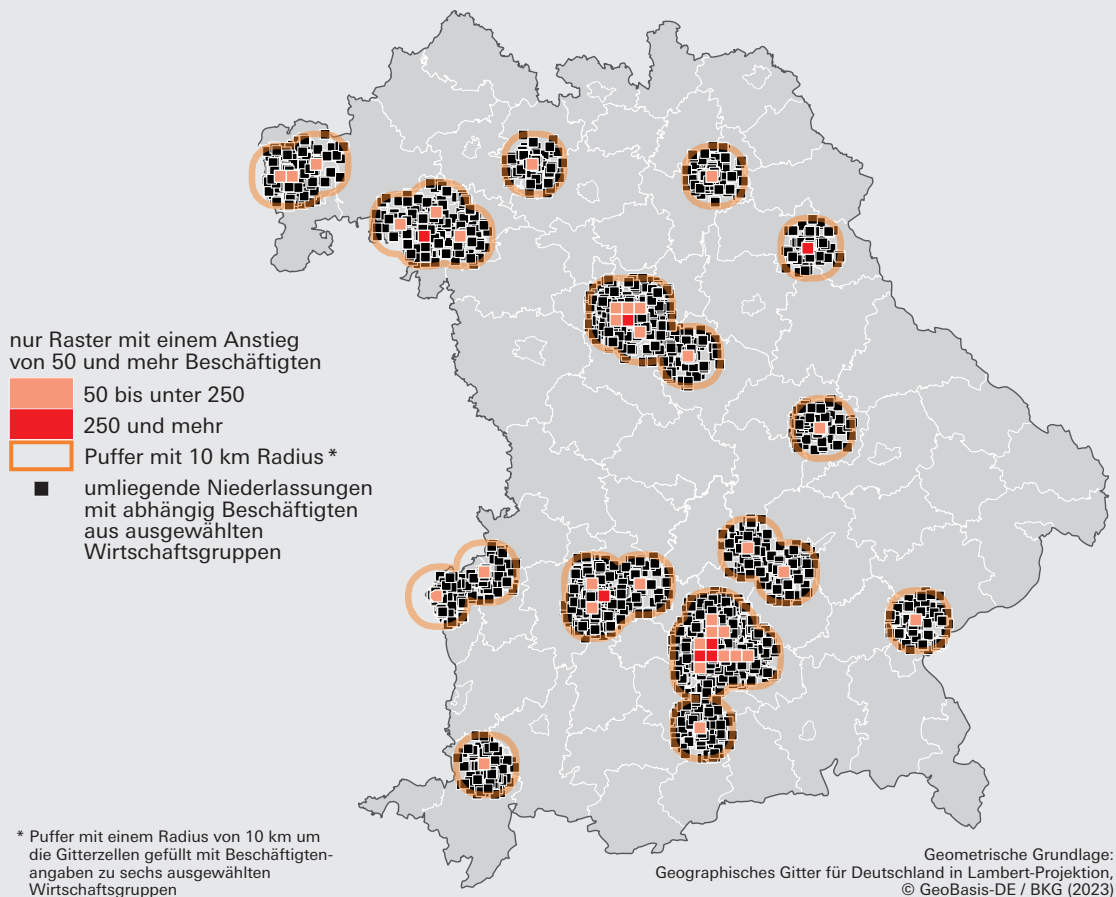 nur Raster mit einem Anstieg
von 50 und mehr Beschäftigten
50 bis unter 250
250 und mehr
Puffer mit 10 km Radius *
umliegende Niederlassungen
mit abhängig Beschäftigten
aus ausgewählten
Wirtschaftsgruppen
* Puffer mit einem Radius von 10 km um
die Gitterzellen gefüllt mit Beschäftigten-
angaben zu sechs ausgewählten
Wirtschaftsgruppen
Geometrische Grundlage:
Geographisches Gitter für Deutschland in Lambert-Projektion,
© GeoBasis-DE / BKG (2023)